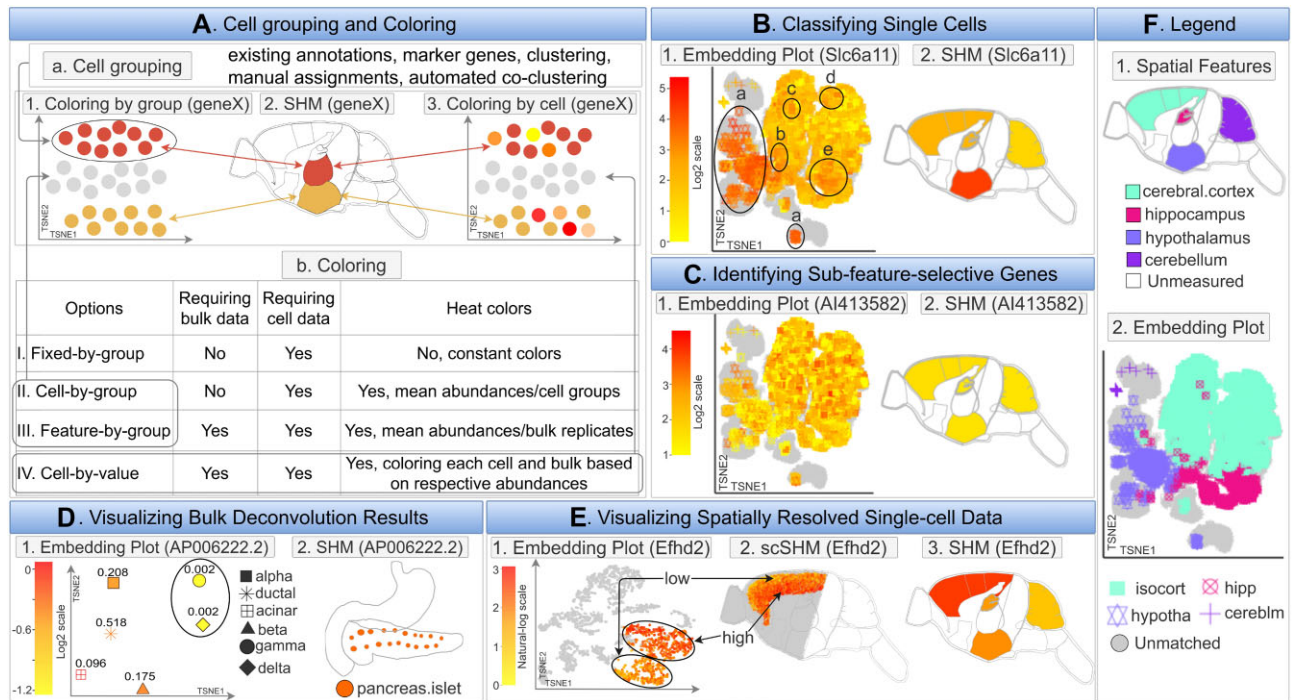 A. Cell grouping and Coloring
a. Cell grouping
existing annotations, marker genes, clustering,
manual assignments, automated co-clustering
1. Coloring by group (geneX)
2. SHM (geneX)
3. Coloring by cell (geneX)
TSNE2
TSNE1
TSNE2
TSNE1
b. Coloring
Options
Requiring
bulk data
Requiring
cell data
Heat colors
I. Fixed-by-group
No
Yes
No, constant colors
II. Cell-by-group
No
Yes
Yes, mean abundances/cell groups
III. Feature-by-group
Yes
Yes
Yes, mean abundances/bulk replicates
IV. Cell-by-value
Yes
Yes
Yes, coloring each cell and bulk based
on respective abundances
B. Classifying Single Cells
1. Embedding Plot (Slc6a11)
2. SHM (Slc6a11)
5
4
3
2
1
0
Log2 scale
a
c
d
b
e
a
TSNE2
TSNE1
C. Identifying Sub-feature-selective Genes
1. Embedding Plot (AI413582)
2. SHM (AI413582)
4
3
2
1
Log2 scale
TSNE2
TSNE1
D. Visualizing Bulk Deconvolution Results
1. Embedding Plot (AP006222.2)
2. SHM (AP006222.2)
0
-0.6
-1.2
Log2 scale
TSNE2
0.208
0.002
0.002
0.518
0.096
0.175
TSNE1
alpha
ductal
acinar
beta
gamma
delta
pancreas.islet
E. Visualizing Spatially Resolved Single-cell Data
1. Embedding Plot (Efhd2)
2. scSHM (Efhd2)
3. SHM (Efhd2)
3
2
1
0
Natural-log scale
low
high
TSNE2
TSNE1
F. Legend
1. Spatial Features
cerebral.cortex
hippocampus
hypothalamus
cerebellum
Unmeasured
2. Embedding Plot
TSNE2
TSNE1
isocort
hipp
hypotha
cereblm
Unmatched